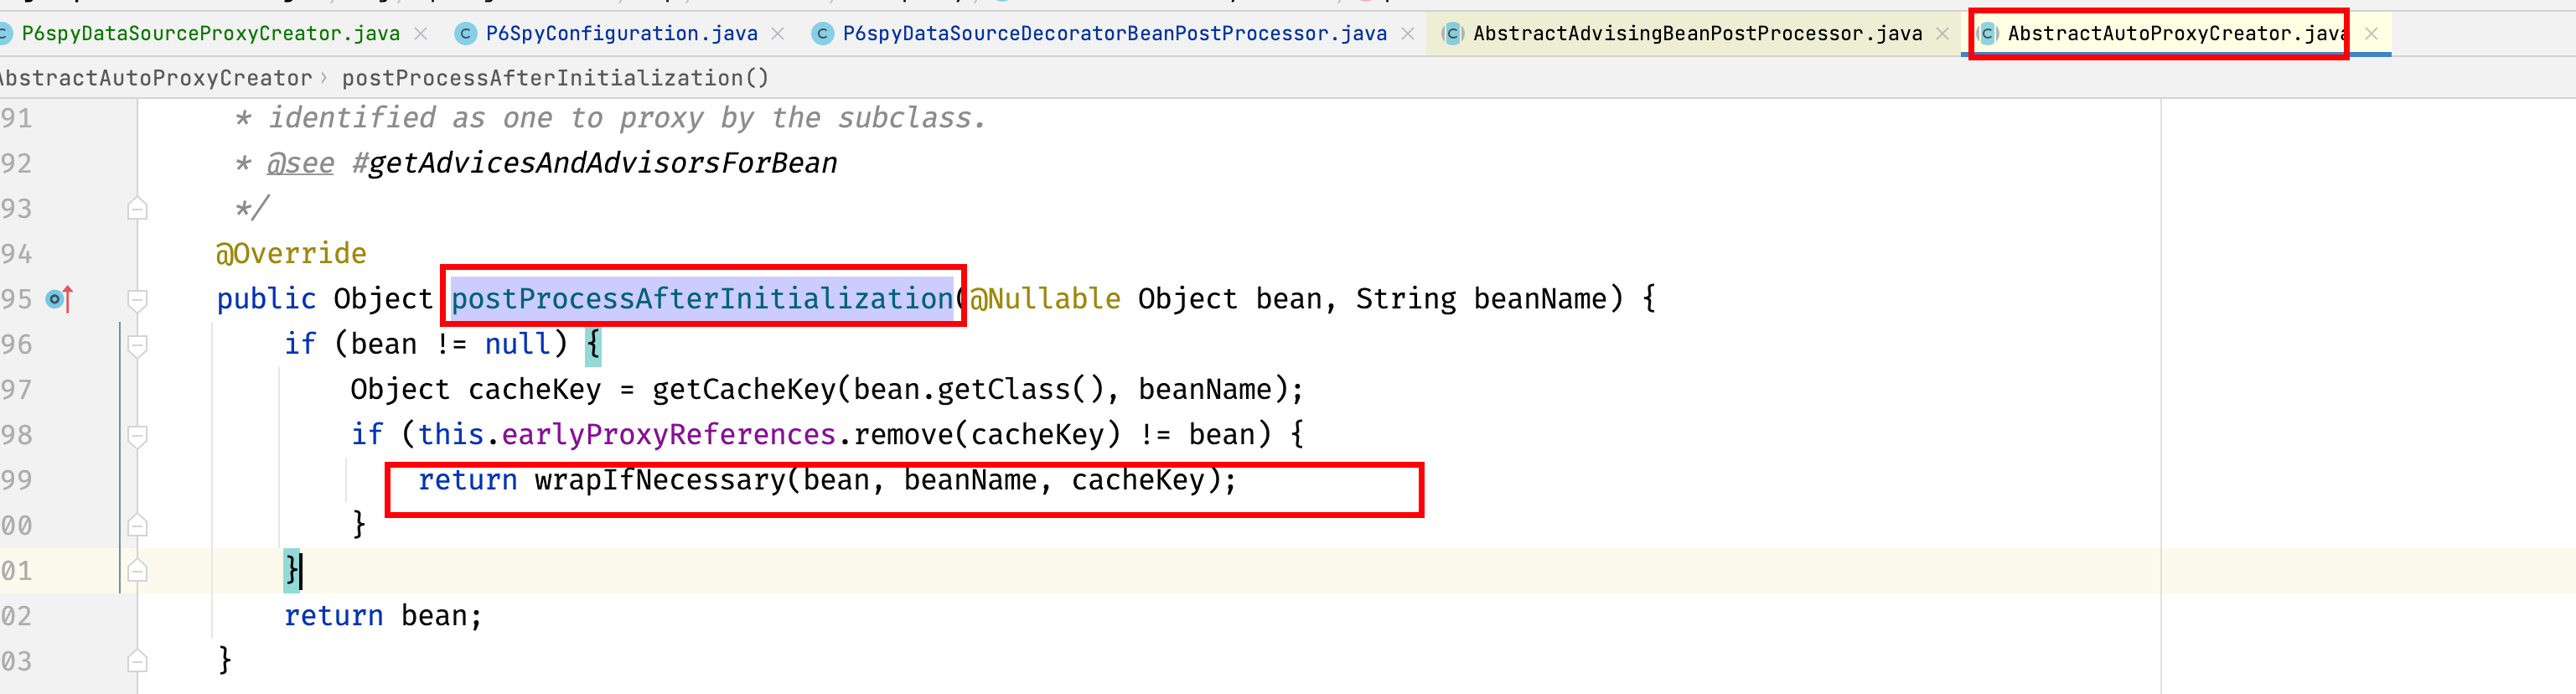 P6spyDataSourceProxyCreator.java P6SpyConfiguration.java P6spyDataSourceDecoratorBeanPostProcessor.java AbstractAdvisingBeanPostProcessor.java AbstractAutoProxyCreator.java
AbstractAutoProxyCreator › postProcessAfterInitialization()
91 * identified as one to proxy by the subclass.
92 * @see #getAdvicesAndAdvisorsForBean
93 */
94 @Override
95 public Object postProcessAfterInitialization(@Nullable Object bean, String beanName) {
96 if (bean != null) {
97 Object cacheKey = getCacheKey(bean.getClass(), beanName);
98 if (this.earlyProxyReferences.remove(cacheKey) != bean) {
99 return wrapIfNecessary(bean, beanName, cacheKey);
00 }
01 }
02 return bean;
03 }